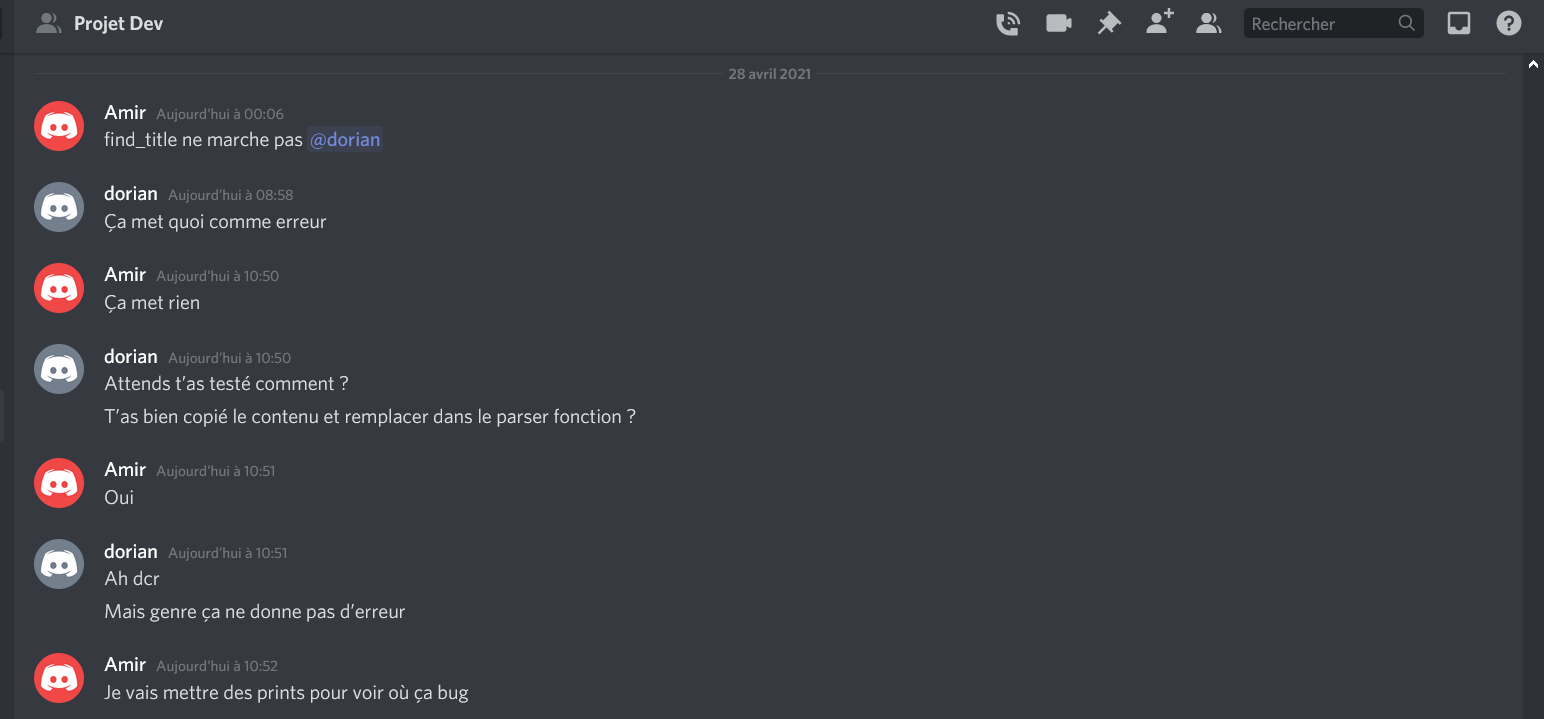 Projet Dev
Rechercher
28 avril 2021
Amir Aujourd'hui à 00:06
find_title ne marche pas @dorian
dorian Aujourd'hui à 08:58
Ça met quoi comme erreur
Amir Aujourd'hui à 10:50
Ça met rien
dorian Aujourd'hui à 10:50
Attends t'as testé comment ?
T'as bien copié le contenu et remplacer dans le parser fonction ?
Amir Aujourd'hui à 10:51
Oui
dorian Aujourd'hui à 10:51
Ah dcr
Mais genre ça ne donne pas d'erreur
Amir Aujourd'hui à 10:52
Je vais mettre des prints pour voir où ça bug